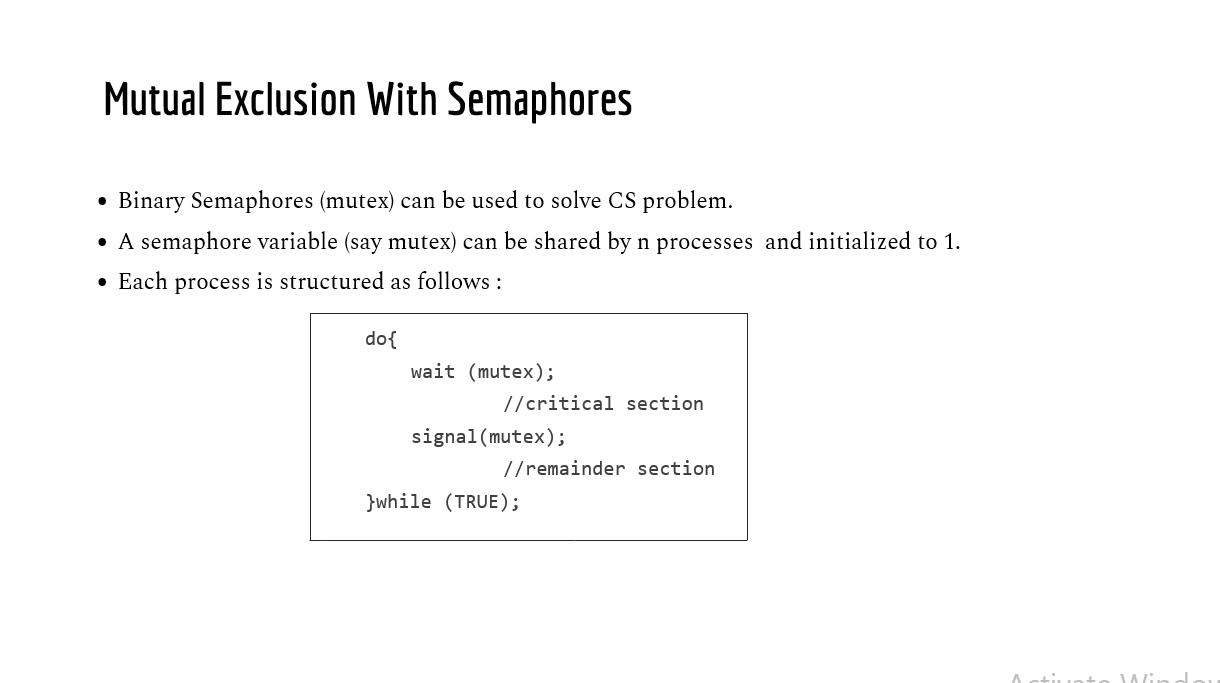 Mutual Exclusion With Semaphores
Binary Semaphores (mutex) can be used to solve CS problem.
A semaphore variable (say mutex) can be shared by n processes and initialized to 1.
Each process is structured as follows :
do{
wait (mutex);
//critical section
signal(mutex);
//remainder section
}while (TRUE);
Activate